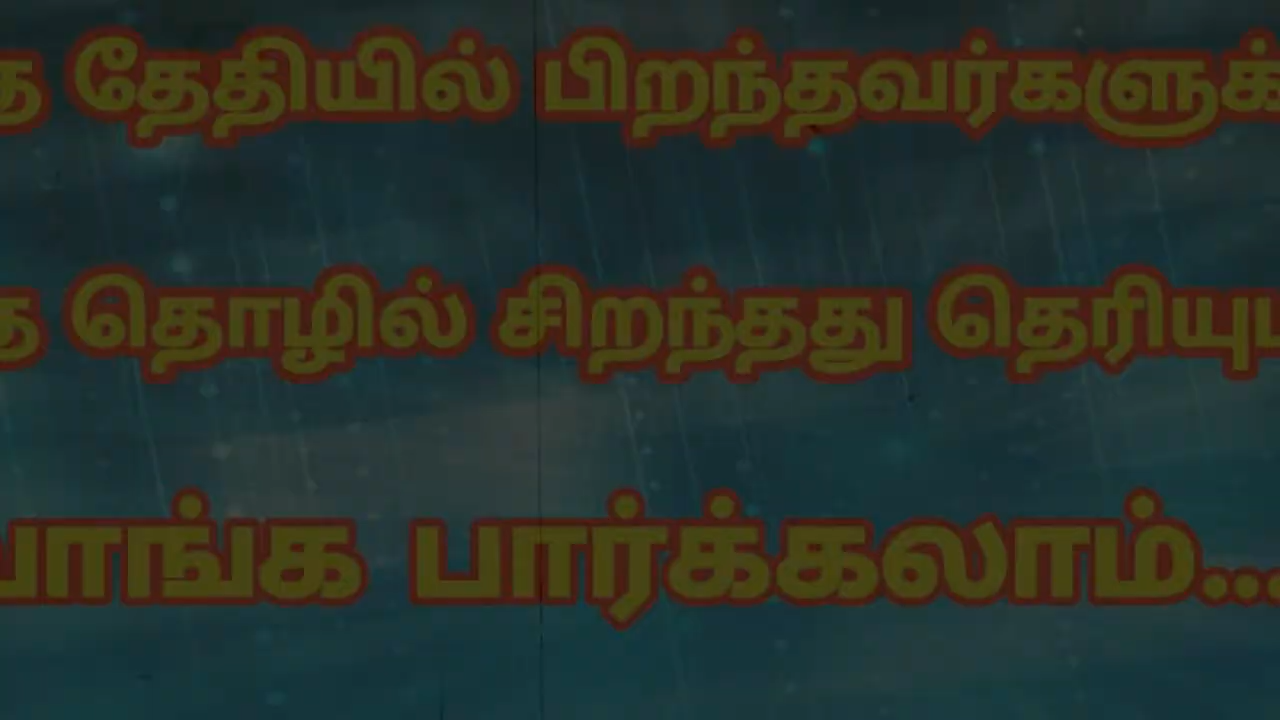 தேதியில் பிறந்தவர்களுக்
தொழில் சிறந்தது தெரியு
வாங்க பார்க்கலாம்...